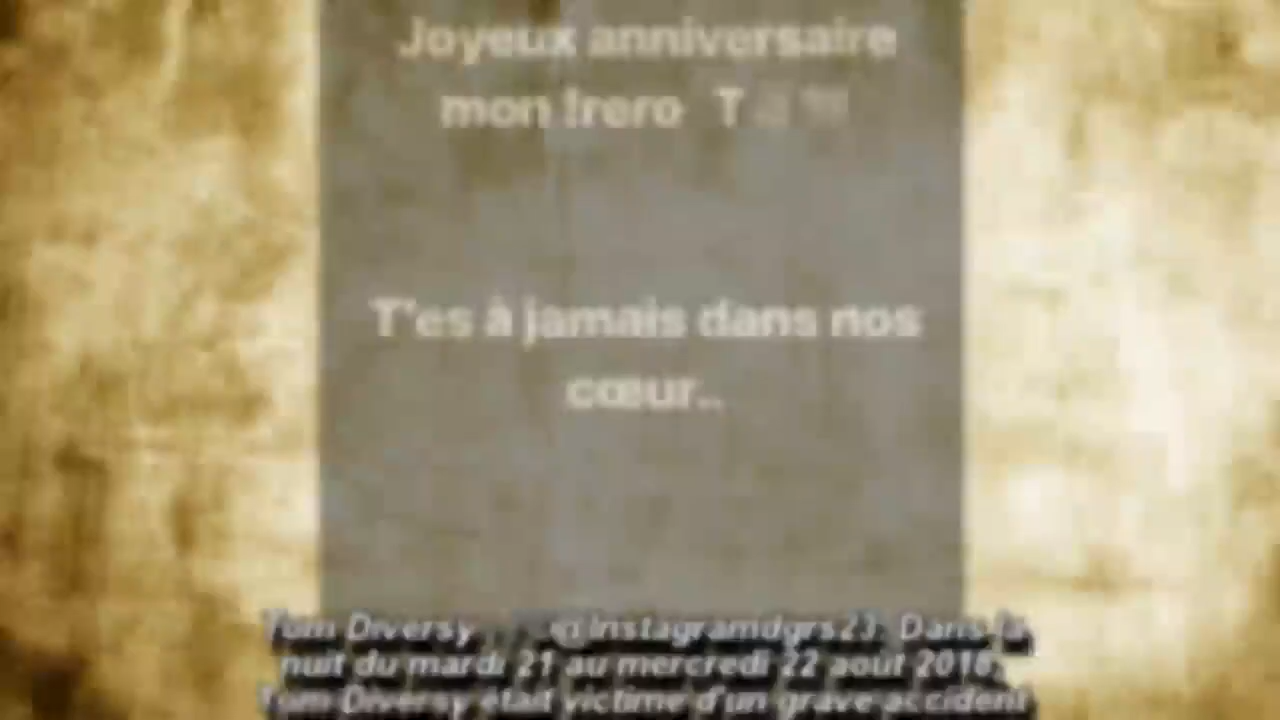 Joyeux anniversaire
mon frero T
T'es à jamais dans nos
cœur..
Tom Diversy @Instagramdgrs23. Dans la
nuit du mardi 21 au mercredi 22 août 2018,
Tom Diversy était victime d'un grave accident